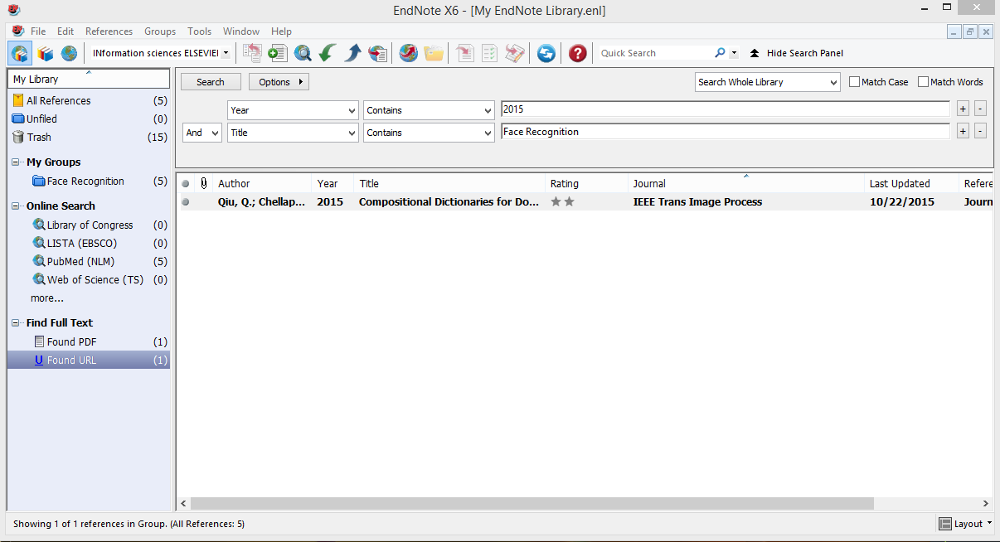 EndNote X6 - [My EndNote Library.enl]
File Edit References Groups Tools Window Help
INformation sciences ELSEVIEI
Quick Search
Hide Search Panel
My Library
All References (5)
Unfiled (0)
Trash (15)
My Groups
Face Recognition (5)
Online Search
Library of Congress (0)
LISTA (EBSCO) (0)
PubMed (NLM) (5)
Web of Science (TS) (0)
more...
Find Full Text
Found PDF (1)
U Found URL (1)
Search Options Search Whole Library Match Case Match Words
Year Contains 2015 + -
And Title Contains Face Recognition + -
Author Year Title Rating Journal Last Updated Refere
Qiu, Q.; Chellap... 2015 Compositional Dictionaries for Do... ★★ IEEE Trans Image Process 10/22/2015 Journ
Showing 1 of 1 references in Group. (All References: 5)
Layout